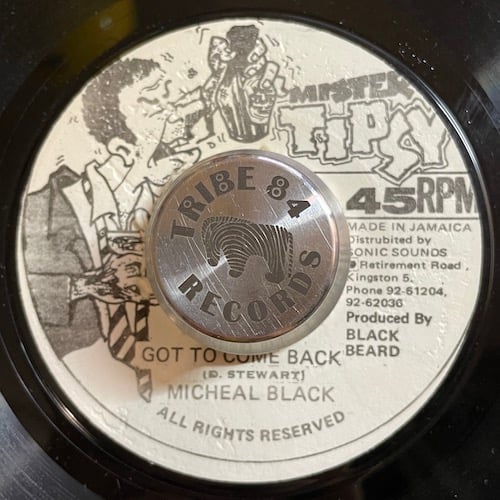 MISTER
TIPSY
45RPM
MADE IN JAMAICA
Distrubited by
SONIC SOUNDS
Retirement Road,
Kingston 5.
Phone 92-61204,
92-62036
Produced By
BLACK
BEARD
TRIBE 84
RECORDS
GOT TO COME BACK
(D. STEWART)
MICHEAL BLACK
ALL RIGHTS RESERVED